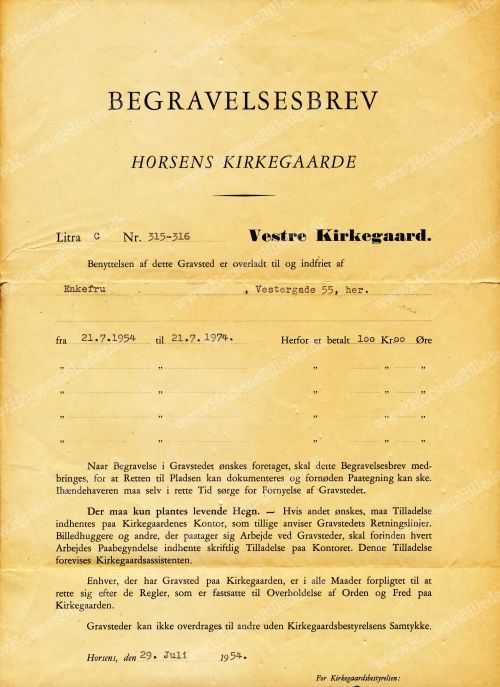 BEGRAVELSESBREV
HORSENS KIRKEGAARDE
Litra C Nr. 315-316 Vestre Kirkegaard.
Benyttelsen af dette Gravsted er overladt til og indfriet af
Enkefru , Vestergade 55, her.
fra 21.7.1954 til 21.7.1974. Herfor er betalt 100 Kr. 00 Øre
„ „ „ „ „
„ „ „ „ „
„ „ „ „ „
„ „ „ „ „
Naar Begravelse i Gravstedet ønskes foretaget, skal dette Begravelsesbrev med-
bringes, for at Retten til Pladsen kan dokumenteres og fornøden Paategning kan ske.
Ihændehaveren maa selv i rette Tid sørge for Fornyelse af Gravstedet.
Der maa kun plantes levende Hegn. — Hvis andet ønskes, maa Tilladelse
indhentes paa Kirkegaardenes Kontor, som tillige anviser Gravstedets Retningslinier.
Billedhuggere og andre, der paatager sig Arbejde ved Gravsteder, skal forinden hvert
Arbejdes Paabegyndelse indhente skriftlig Tilladelse paa Kontoret. Denne Tilladelse
forevises Kirkegaardsassistenten.
Enhver, der har Gravsted paa Kirkegaarden, er i alle Maader forpligtet til at
rette sig efter de Regler, som er fastsatte til Overholdelse af Orden og Fred paa
Kirkegaarden.
Gravsteder kan ikke overdrages til andre uden Kirkegaardsbestyrelsens Samtykke.
Horsens, den 29. Juli 1954.
For Kirkegaardsbestyrelsen: